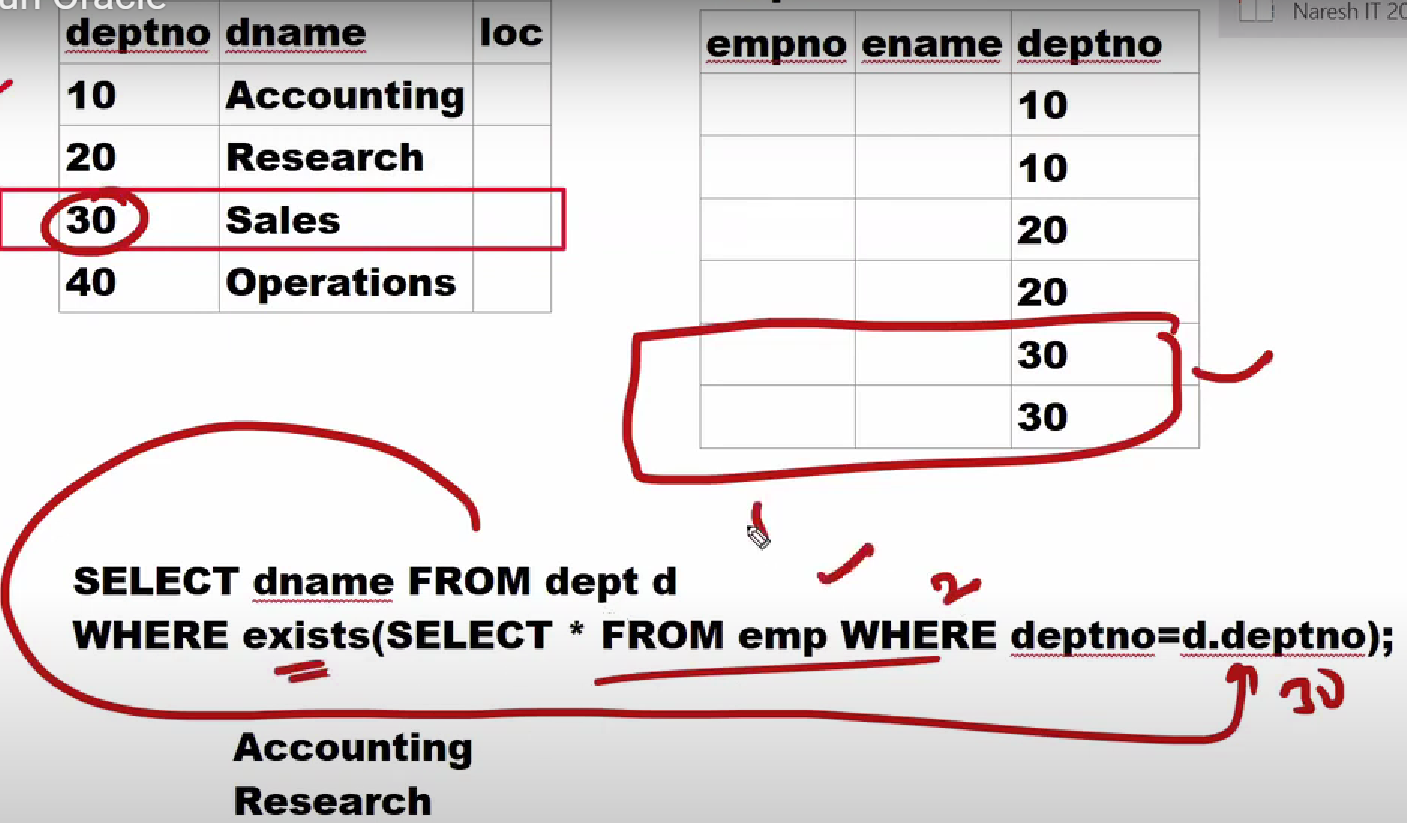 Oracle
Naresh IT 20
deptno dname loc
10 Accounting
20 Research
30 Sales
40 Operations
empno ename deptno
10
10
20
20
30
30
2
SELECT dname FROM dept d
WHERE exists(SELECT * FROM emp WHERE deptno=d.deptno);
30
Accounting
Research